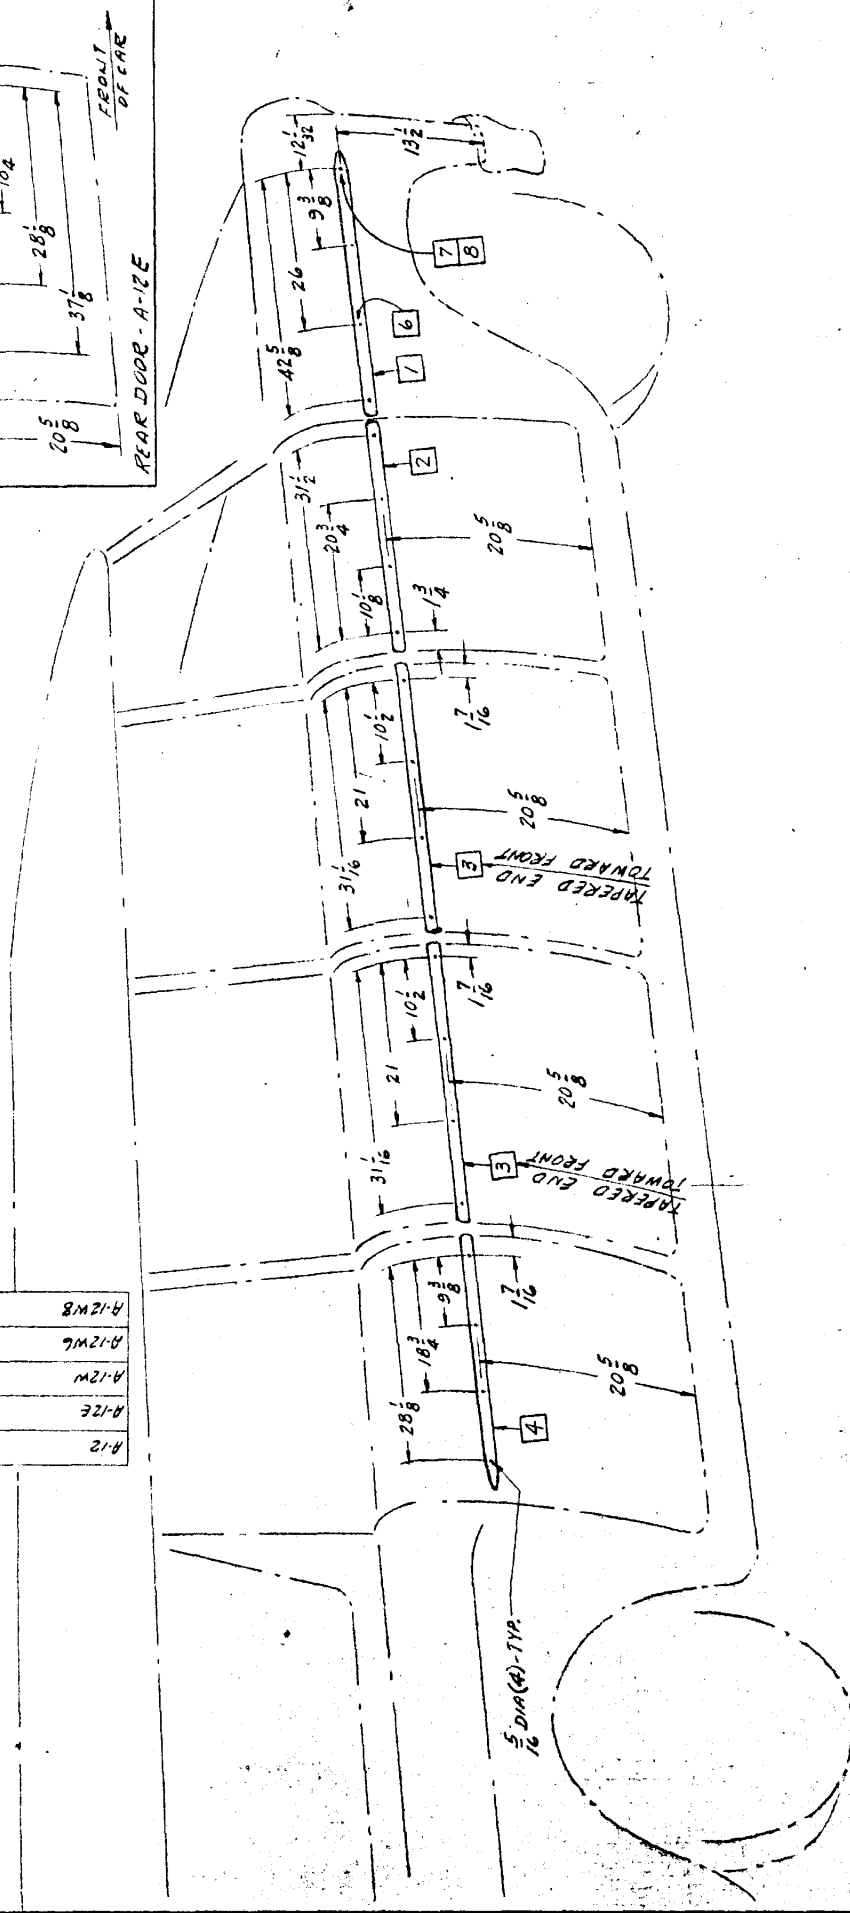 FRONT
OF CAR
10 1/4
28 1/8
37 1/8
20 5/8
REAR DOOR - A-12E
12 1/32
13 1/2
9 3/8
26
42 5/8
7
8
6
1
2
31 1/2
20 3/4
10 1/8
1 3/4
20 5/8
10 1/2
21
31 1/16
1 7/16
20 5/8
3
TAPERED END
TOWARD FRONT
10 1/2
21
31 1/16
1 7/16
20 5/8
3
TAPERED END
TOWARD FRONT
9 3/8
18 3/4
28 1/8
1 7/16
20 5/8
4
5/16 DIA(4)-TYP.
A-12W8
A-12W6
A-12W
A-12E
A-12